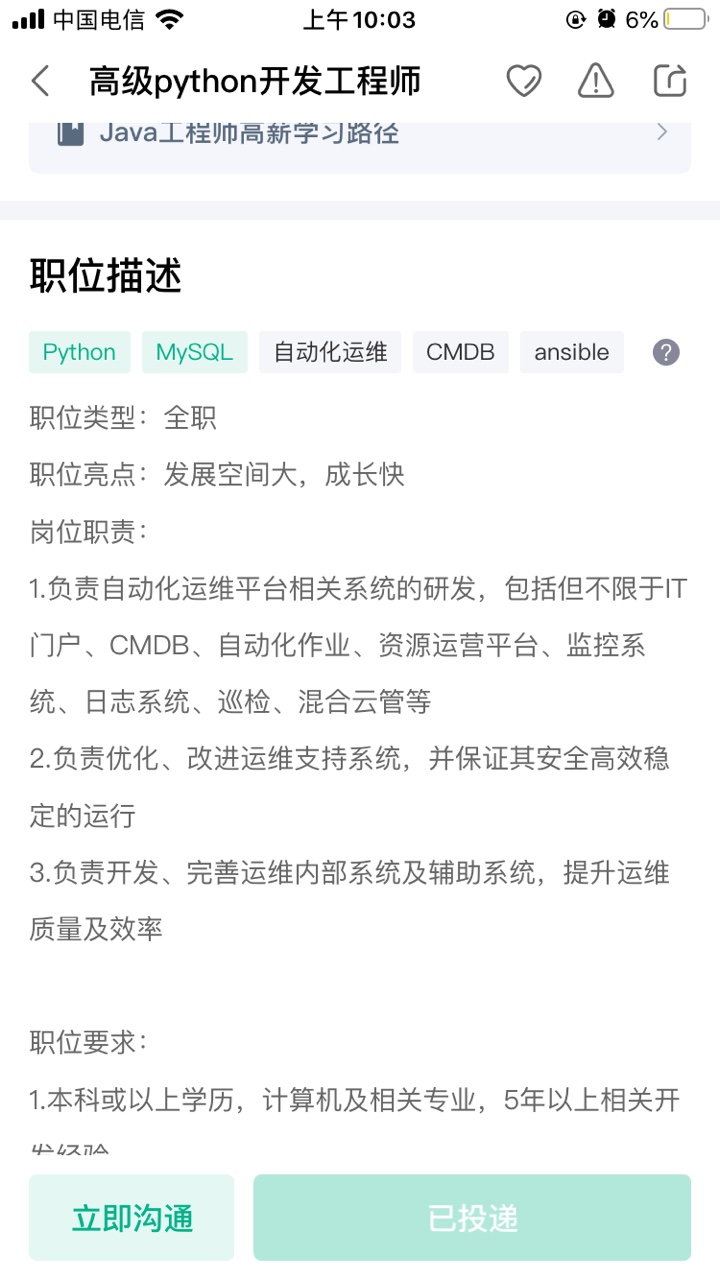 中国电信
上午10:03
6%
高级python开发工程师
Java工程师高薪学习路径
职位描述
Python
MySQL
自动化运维
CMDB
ansible
?
职位类型：全职
职位亮点：发展空间大，成长快
岗位职责：
1.负责自动化运维平台相关系统的研发，包括但不限于IT
门户、CMDB、自动化作业、资源运营平台、监控系
统、日志系统、巡检、混合云管等
2.负责优化、改进运维支持系统，并保证其安全高效稳
定的运行
3.负责开发、完善运维内部系统及辅助系统，提升运维
质量及效率
职位要求：
1.本科或以上学历，计算机及相关专业，5年以上相关开
发经验
立即沟通
已投递